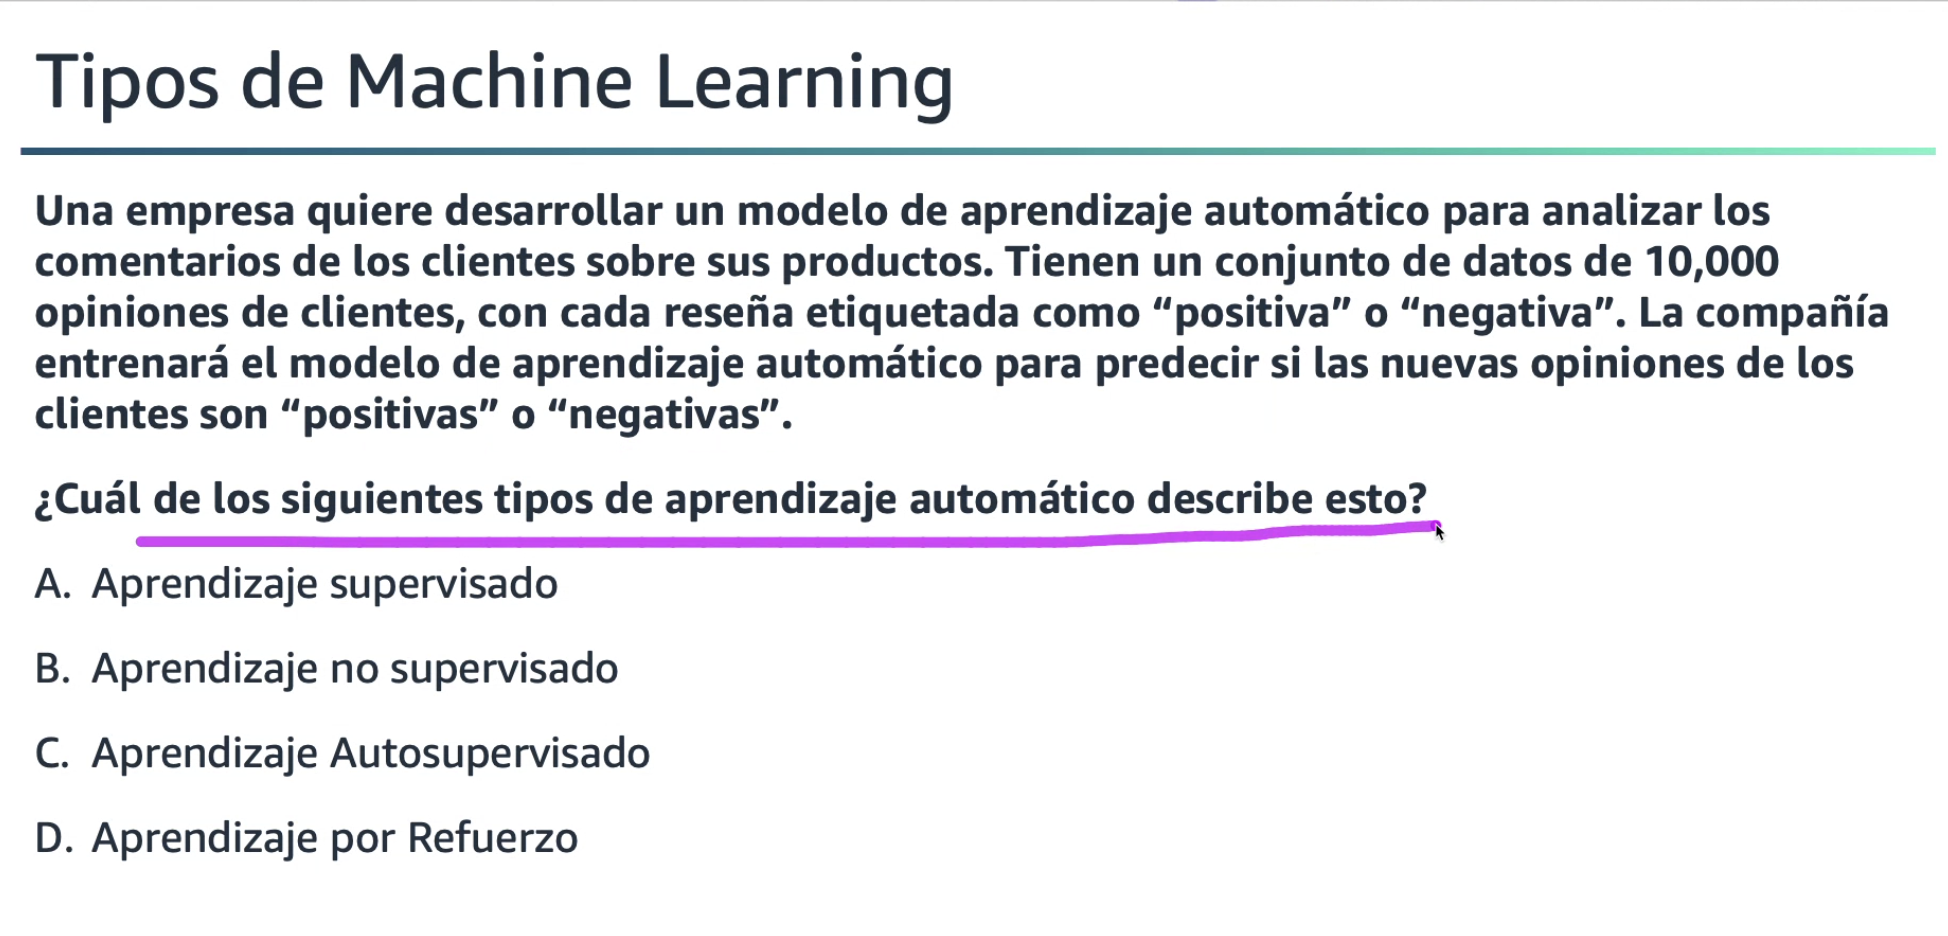 Tipos de Machine Learning
Una empresa quiere desarrollar un modelo de aprendizaje automático para analizar los
comentarios de los clientes sobre sus productos. Tienen un conjunto de datos de 10,000
opiniones de clientes, con cada reseña etiquetada como “positiva” o “negativa”. La compañía
entrenará el modelo de aprendizaje automático para predecir si las nuevas opiniones de los
clientes son “positivas” o “negativas”.
¿Cuál de los siguientes tipos de aprendizaje automático describe esto?
A. Aprendizaje supervisado
B. Aprendizaje no supervisado
C. Aprendizaje Autosupervisado
D. Aprendizaje por Refuerzo